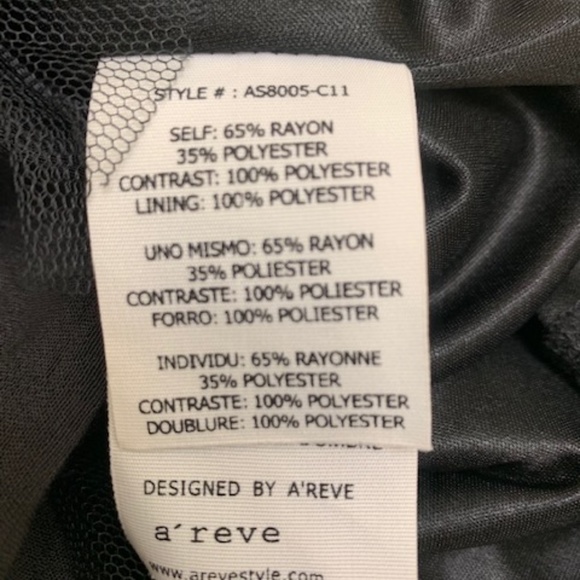 STYLE # : AS8005-C11
SELF: 65% RAYON
35% POLYESTER
CONTRAST: 100% POLYESTER
LINING: 100% POLYESTER
UNO MISMO: 65% RAYON
35% POLIESTER
CONTRASTE: 100% POLIESTER
FORRO: 100% POLIESTER
INDIVIDU: 65% RAYONNE
35% POLYESTER
CONTRASTE: 100% POLYESTER
DOUBLURE: 100% POLYESTER
DESIGNED BY A'REVE
a´reve
www.arevestyle.com